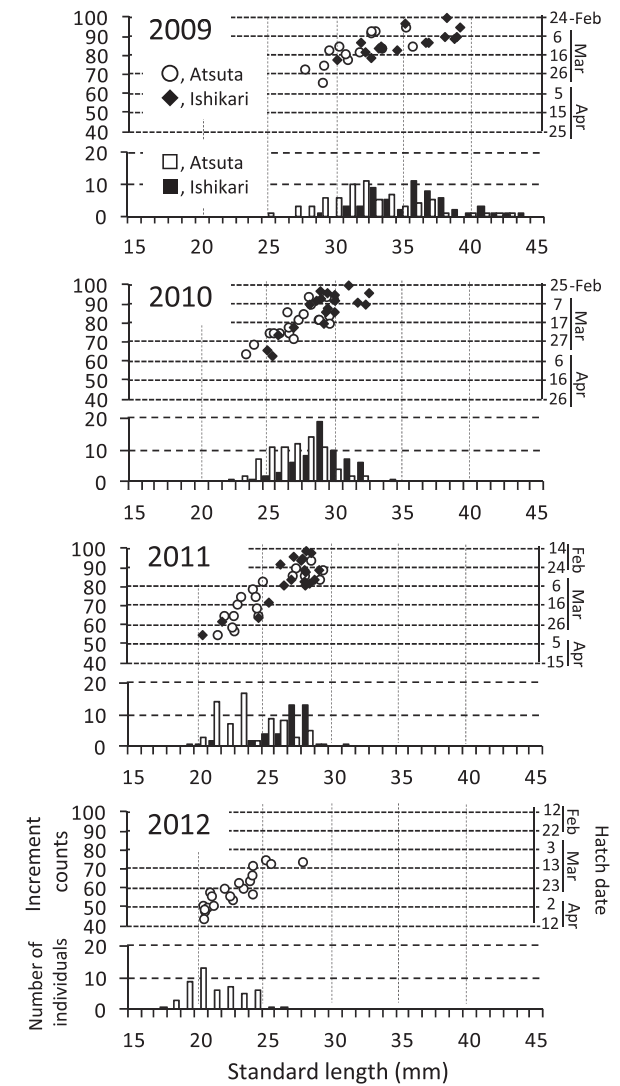 2009
100
90
80
70
60
50
40
, Atsuta
, Ishikari
24-Feb
6
16
26
5
15
25
Mar
Apr
20
10
0
, Atsuta
, Ishikari
15 20 25 30 35 40 45
2010
100
90
80
70
60
50
40
25-Feb
7
17
27
6
16
26
Mar
Apr
20
10
0
15 20 25 30 35 40 45
2011
100
90
80
70
60
50
40
14
24
6
16
26
5
15
Feb
Mar
Apr
20
10
0
15 20 25 30 35 40 45
2012
Increment
counts
100
90
80
70
60
50
40
12
22
3
13
23
2
12
Feb
Mar
Apr
Hatch date
Number of
individuals
20
10
0
15 20 25 30 35 40 45
Standard length (mm)